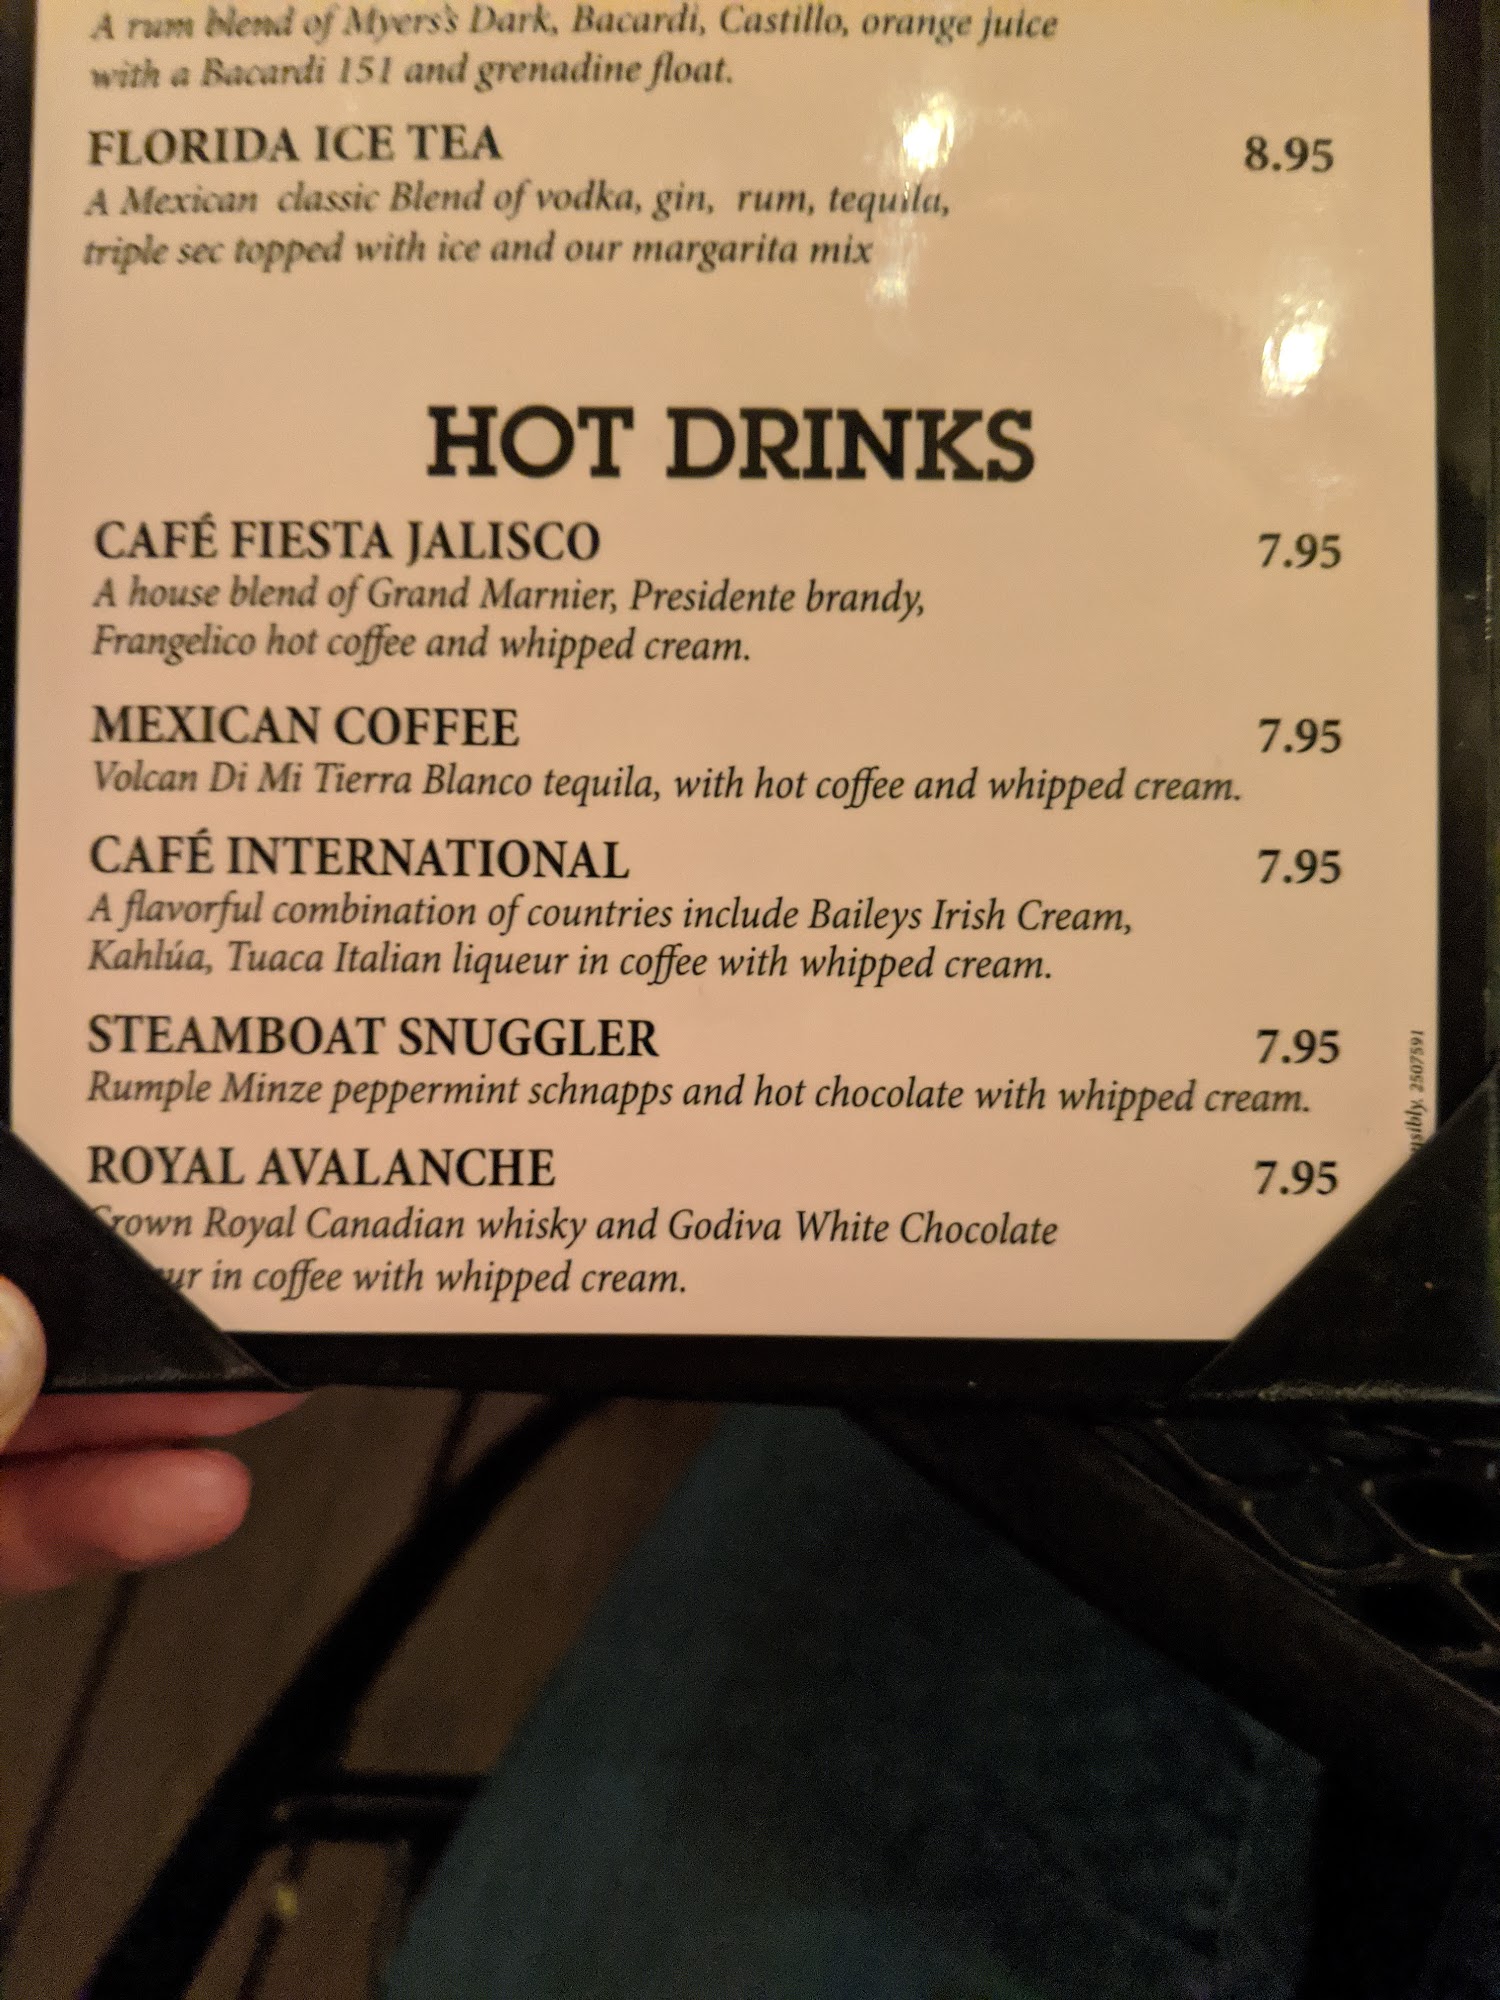 A rum blend of Myers's Dark, Bacardi, Castillo, orange juice
with a Bacardi 151 and grenadine float.
FLORIDA ICE TEA 8.95
A Mexican classic Blend of vodka, gin, rum, tequila,
triple sec topped with ice and our margarita mix
HOT DRINKS
CAFÉ FIESTA JALISCO 7.95
A house blend of Grand Marnier, Presidente brandy,
Frangelico hot coffee and whipped cream.
MEXICAN COFFEE 7.95
Volcan Di Mi Tierra Blanco tequila, with hot coffee and whipped cream.
CAFÉ INTERNATIONAL 7.95
A flavorful combination of countries include Baileys Irish Cream,
Kahlúa, Tuaca Italian liqueur in coffee with whipped cream.
STEAMBOAT SNUGGLER 7.95
Rumple Minze peppermint schnapps and hot chocolate with whipped cream.
ROYAL AVALANCHE 7.95
Crown Royal Canadian whisky and Godiva White Chocolate
in coffee with whipped cream.
2507591